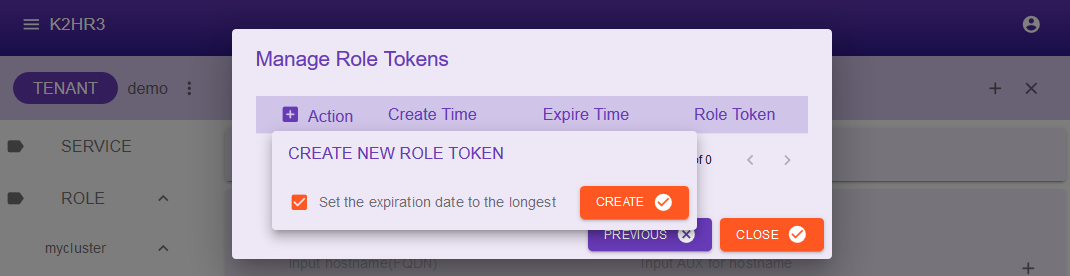 K2HR3
Manage Role Tokens
TENANT demo
Action Create Time Expire Time Role Token
SERVICE
CREATE NEW ROLE TOKEN
of 0
ROLE
Set the expiration date to the longest CREATE
PREVIOUS CLOSE
mycluster
Input hostname(FQDN) Input AUX for hostname